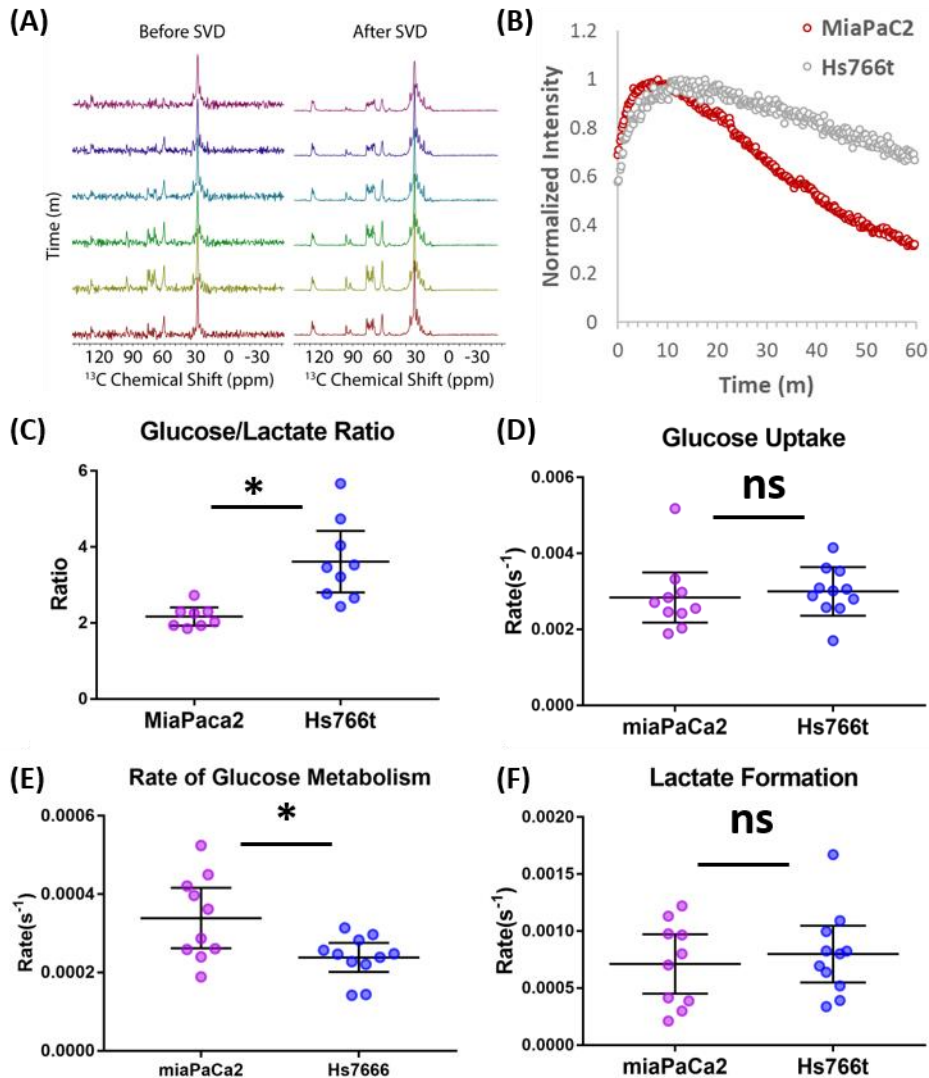 (A)
Before SVD
After SVD
Time (m)
120 90 60 30 0 -30
120 90 60 30 0 -30
13C Chemical Shift (ppm)
13C Chemical Shift (ppm)
(B)
MiaPaC2
Hs766t
Normalized Intensity
1.2
1
0.8
0.6
0.4
0.2
0
0 10 20 30 40 50 60
Time (m)
(C)
Glucose/Lactate Ratio
*
Ratio
6
4
2
0
MiaPaca2 Hs766t
(D)
Glucose Uptake
ns
Rate(s-1)
0.006
0.004
0.002
0.000
miaPaCa2 Hs766t
(E)
Rate of Glucose Metabolism
*
Rate(s-1)
0.0006
0.0004
0.0002
0.0000
miaPaCa2 Hs7666
(F)
Lactate Formation
ns
Rate(s-1)
0.0020
0.0015
0.0010
0.0005
0.0000
miaPaCa2 Hs766t